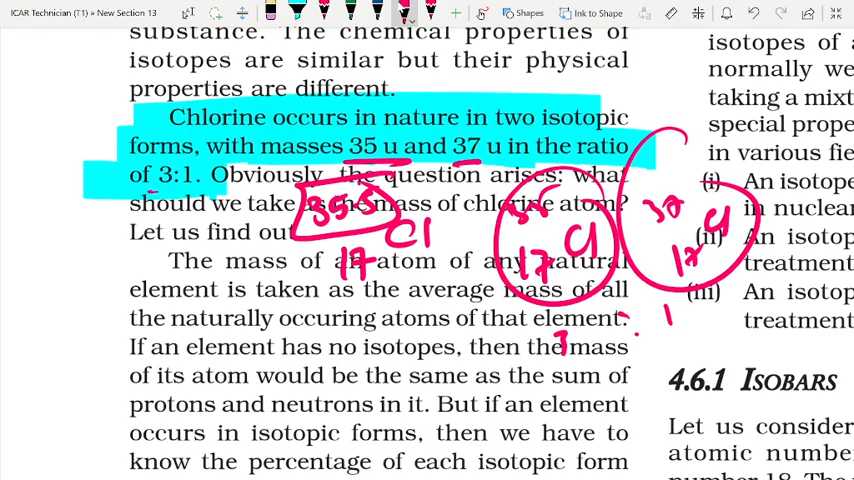 ICAR Technician (T1) » New Section 13
Shapes
Ink to Shape
substance. The chemical properties of
isotopes are similar but their physical
properties are different.
Chlorine occurs in nature in two isotopic
forms, with masses 35 u and 37 u in the ratio
of 3:1. Obviously, the question arises: what
should we take as the mass of chlorine atom?
Let us find out
The mass of an atom of any natural
element is taken as the average mass of all
the naturally occuring atoms of that element.
If an element has no isotopes, then the mass
of its atom would be the same as the sum of
protons and neutrons in it. But if an element
occurs in isotopic forms, then we have to
know the percentage of each isotopic form
35.5
17 Cl
35
17 Cl
37
17 Cl
3 : 1
isotopes of a
normally we
taking a mixt
special prope
in various fie
(i) An isotope
in nuclea
(ii) An isotop
treatment
(iii) An isotop
treatment
4.6.1 ISOBARS
Let us consider
atomic number
number 18. The